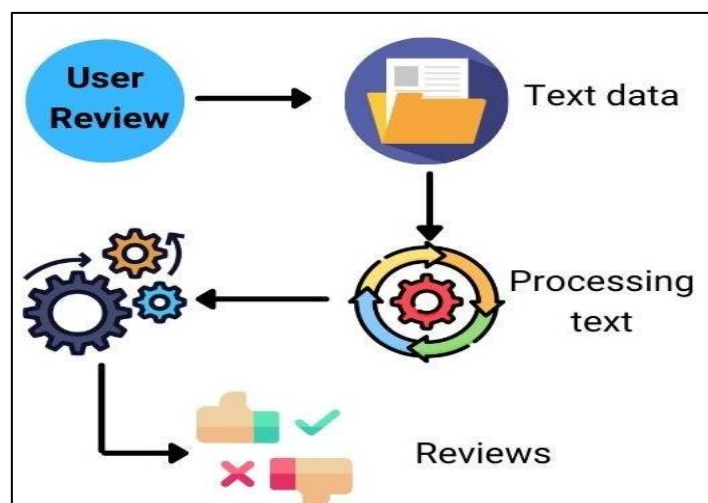 User
Review
Text data
Processing
text
Reviews